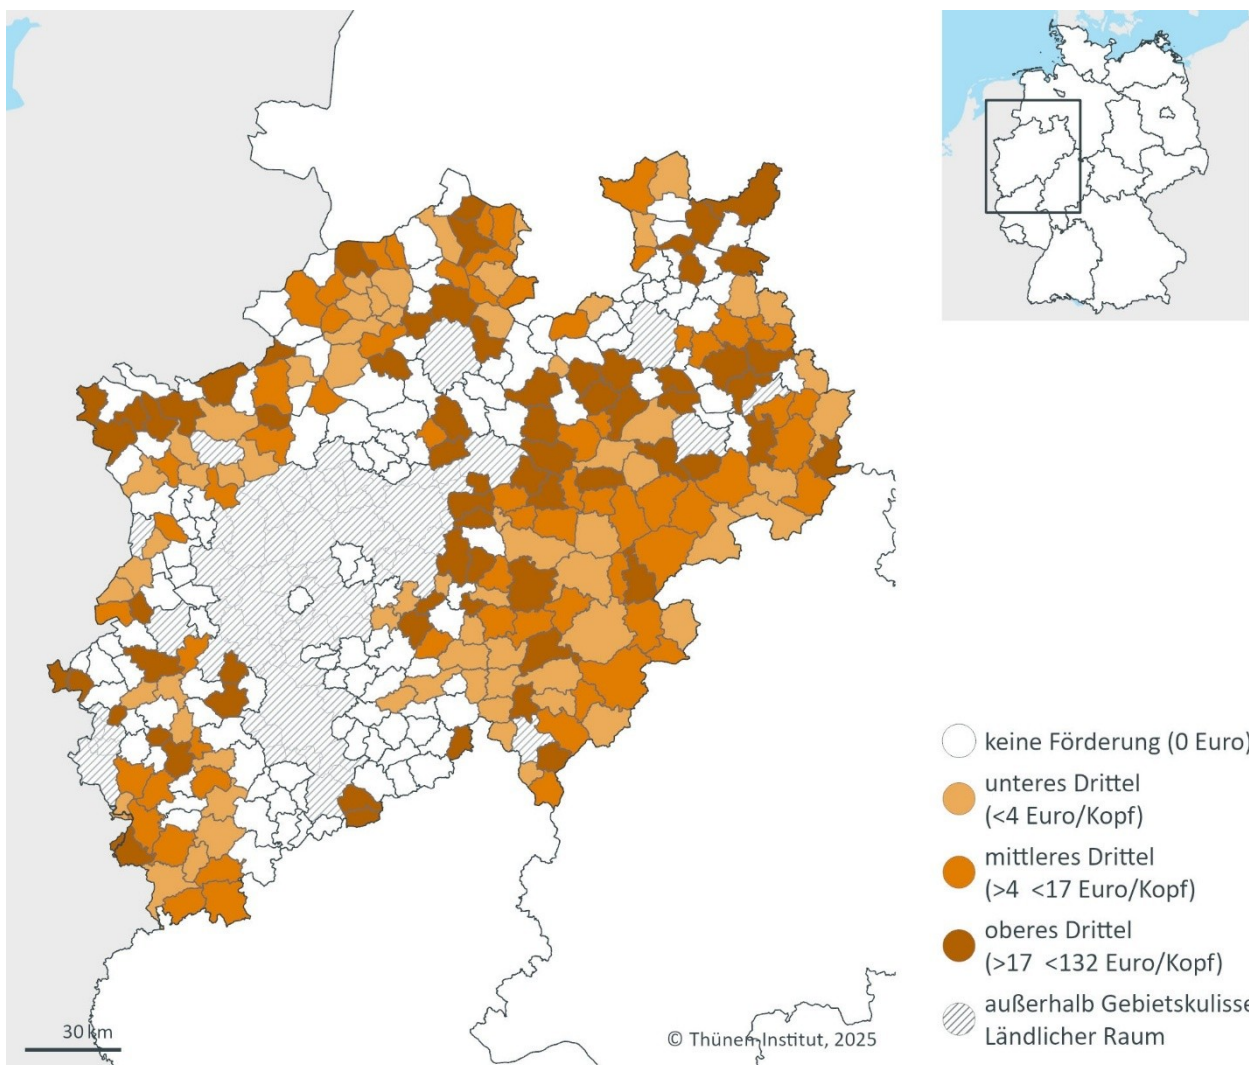 keine Förderung (0 Euro)
unteres Drittel
(<4 Euro/Kopf)
mittleres Drittel
(>4 <17 Euro/Kopf)
oberes Drittel
(>17 <132 Euro/Kopf)
außerhalb Gebietskulisse
Ländlicher Raum
30 km
© Thünen-Institut, 2025